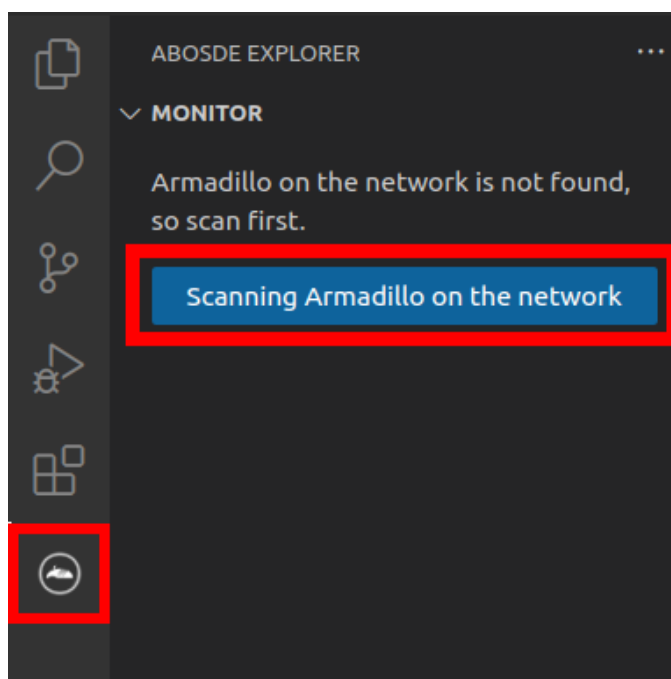 ABOSDE EXPLORER
MONITOR
Armadillo on the network is not found,
so scan first.
Scanning Armadillo on the network